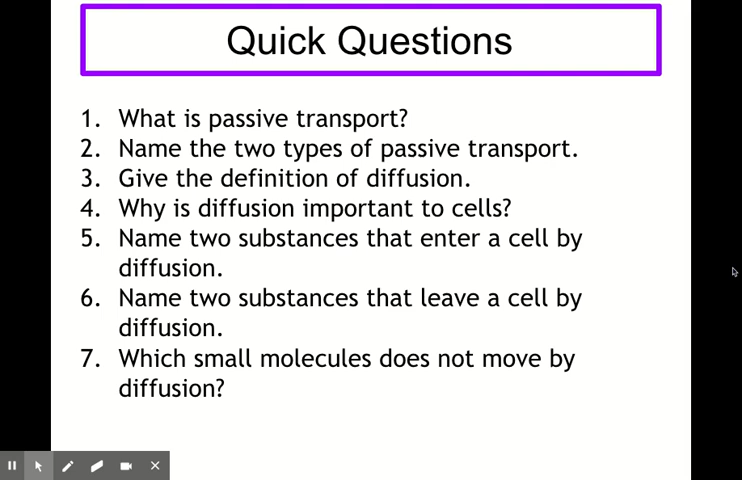 Quick Questions
1. What is passive transport?
2. Name the two types of passive transport.
3. Give the definition of diffusion.
4. Why is diffusion important to cells?
5. Name two substances that enter a cell by
diffusion.
6. Name two substances that leave a cell by
diffusion.
7. Which small molecules does not move by
diffusion?